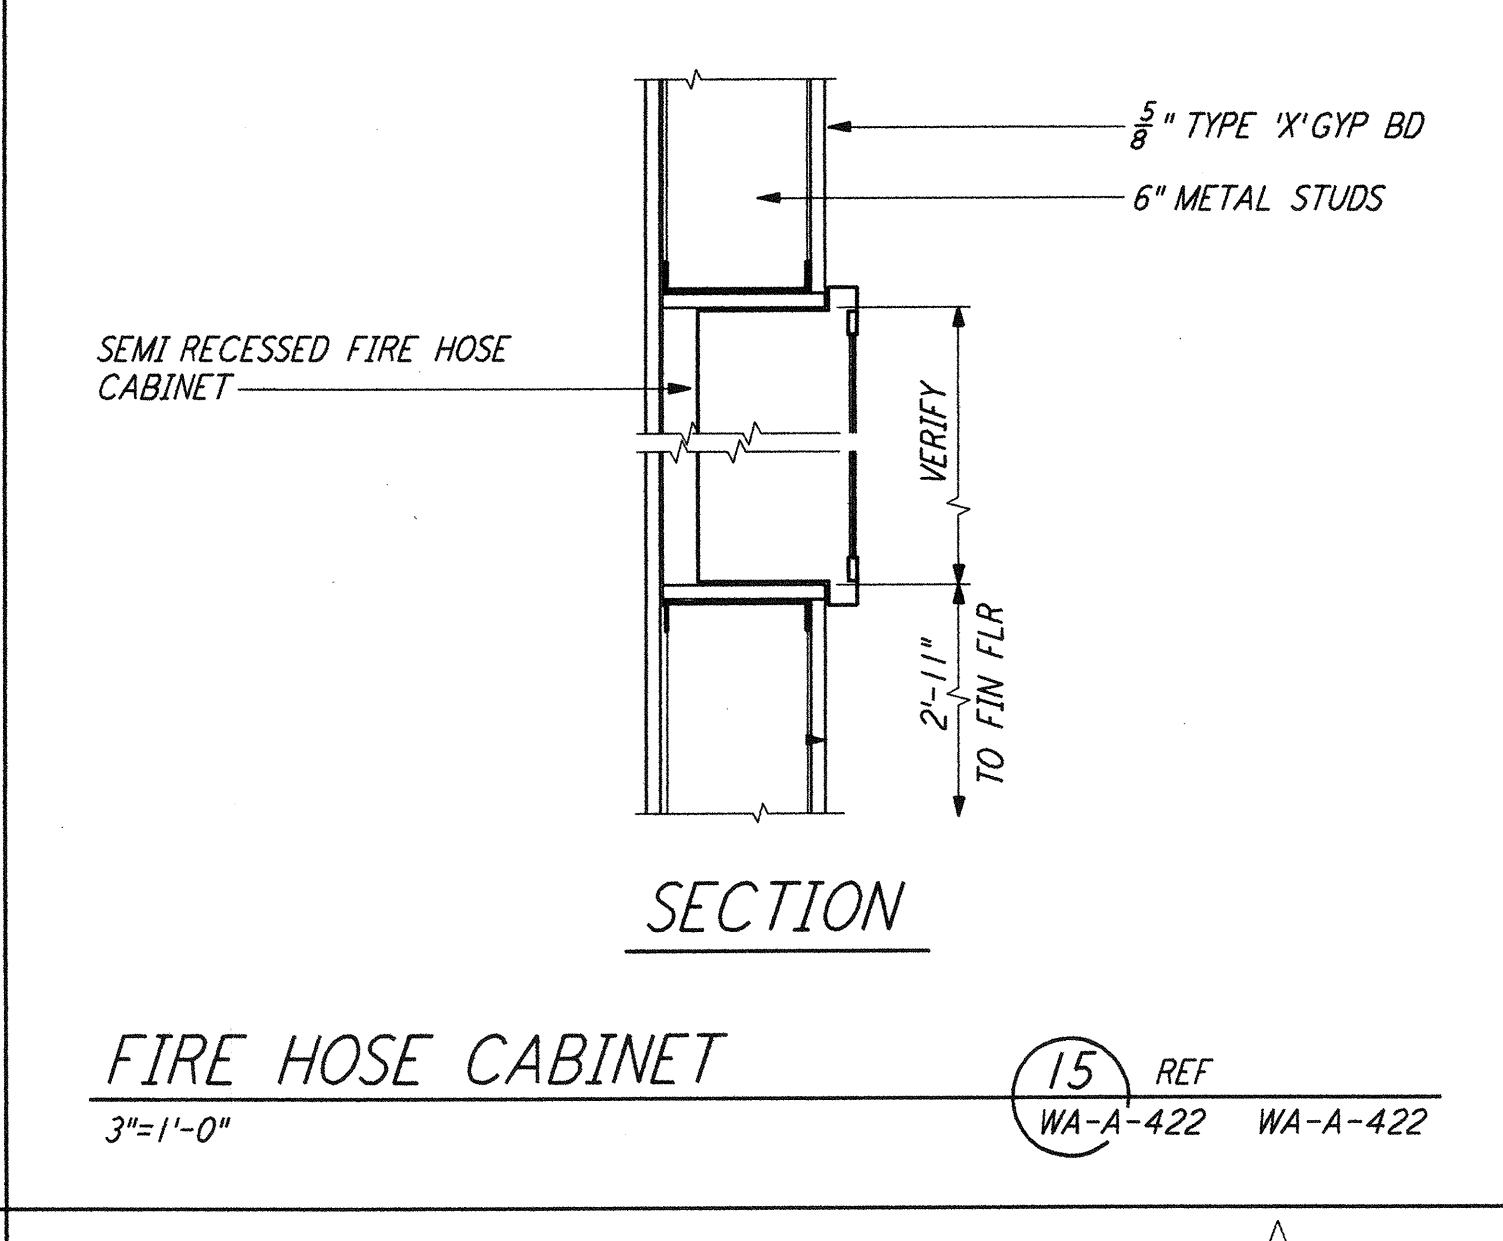 5/8" TYPE 'X' GYP BD
6" METAL STUDS
SEMI RECESSED FIRE HOSE
CABINET
VERIFY
2'-11"
TO FIN FLR
SECTION
FIRE HOSE CABINET
3"=1'-0"
15 REF
WA-A-422 WA-A-422